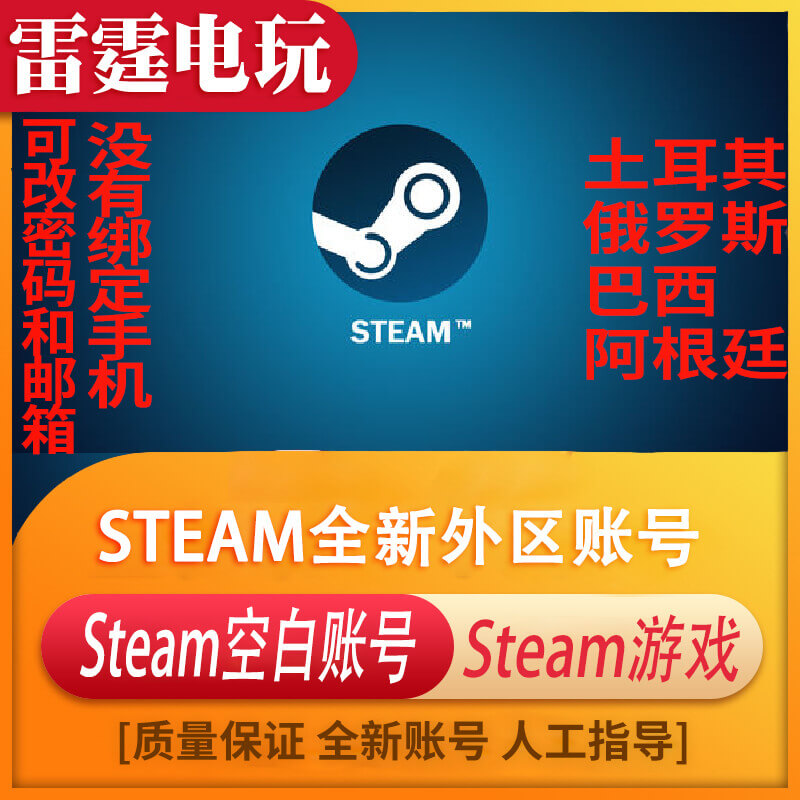 雷霆电玩
没有绑定手机
可改密码和邮箱
STEAM™
土耳其
俄罗斯
巴西
阿根廷
STEAM全新外区账号
Steam空白账号
Steam游戏
[质量保证 全新账号 人工指导]